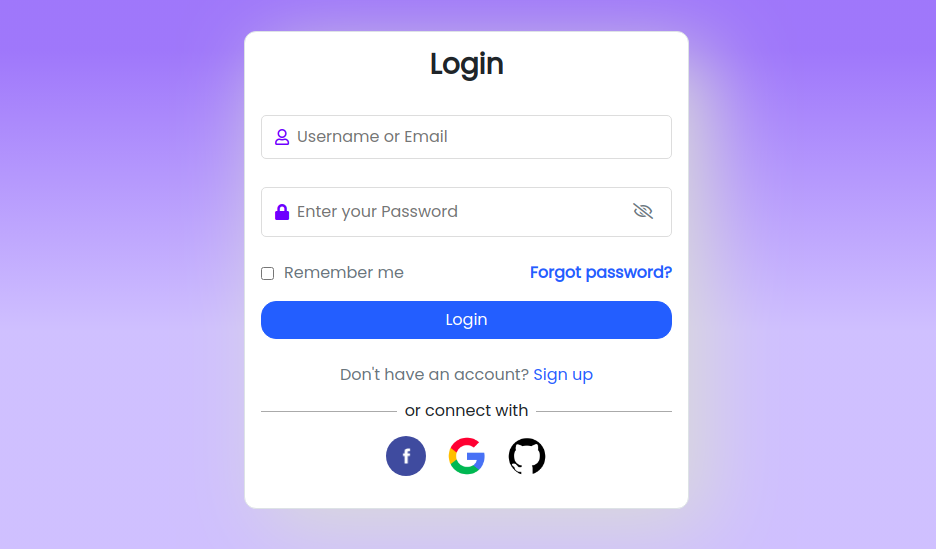 Login
Username or Email
Enter your Password
Remember me Forgot password?
Login
Don't have an account? Sign up
or connect with